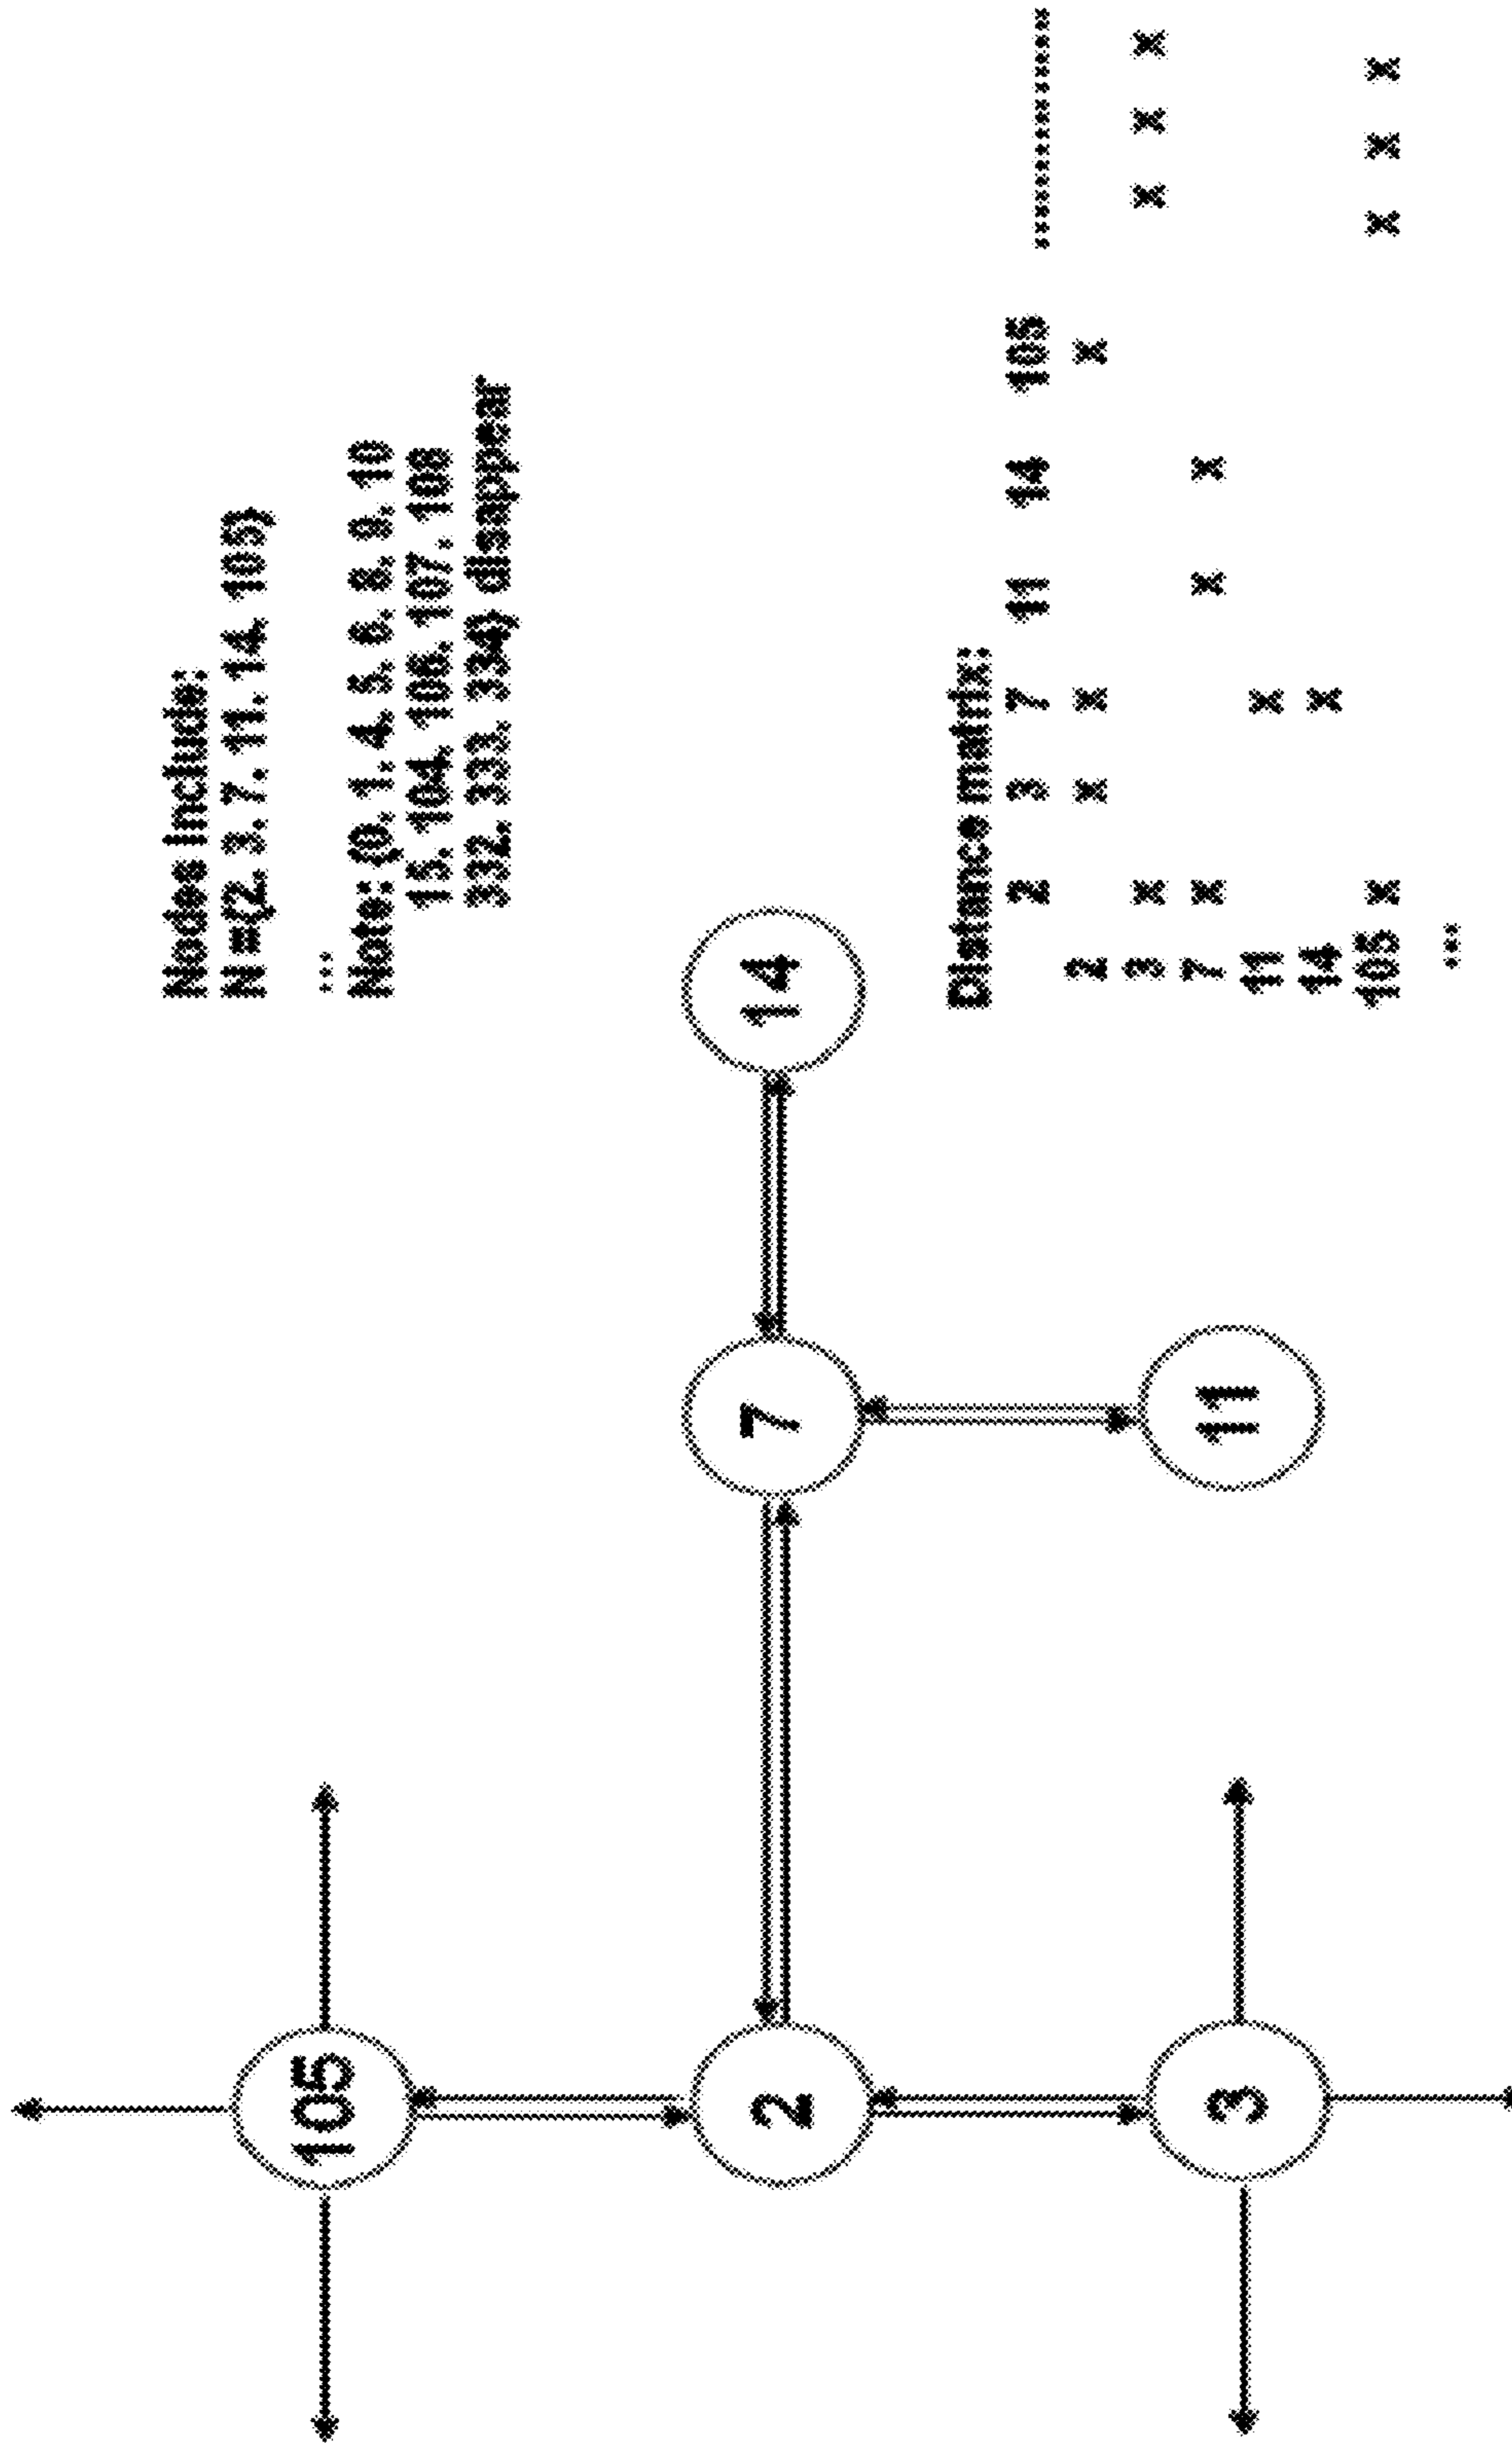 Nodes Include:
N ={2, 3, 7, 11, 14, 105}
...
Note: {0, 1, 4, 5, 6, 8, 9, 10
15, 104, 106, 107, 108
332, 333, 334} disappear
105
2 7 14
3 11
Distance matrix:
2 3 7 11 14 105 ............
2 x x x
3 x x x x
7 x x x
11 x
14 x
105 x x x x
...